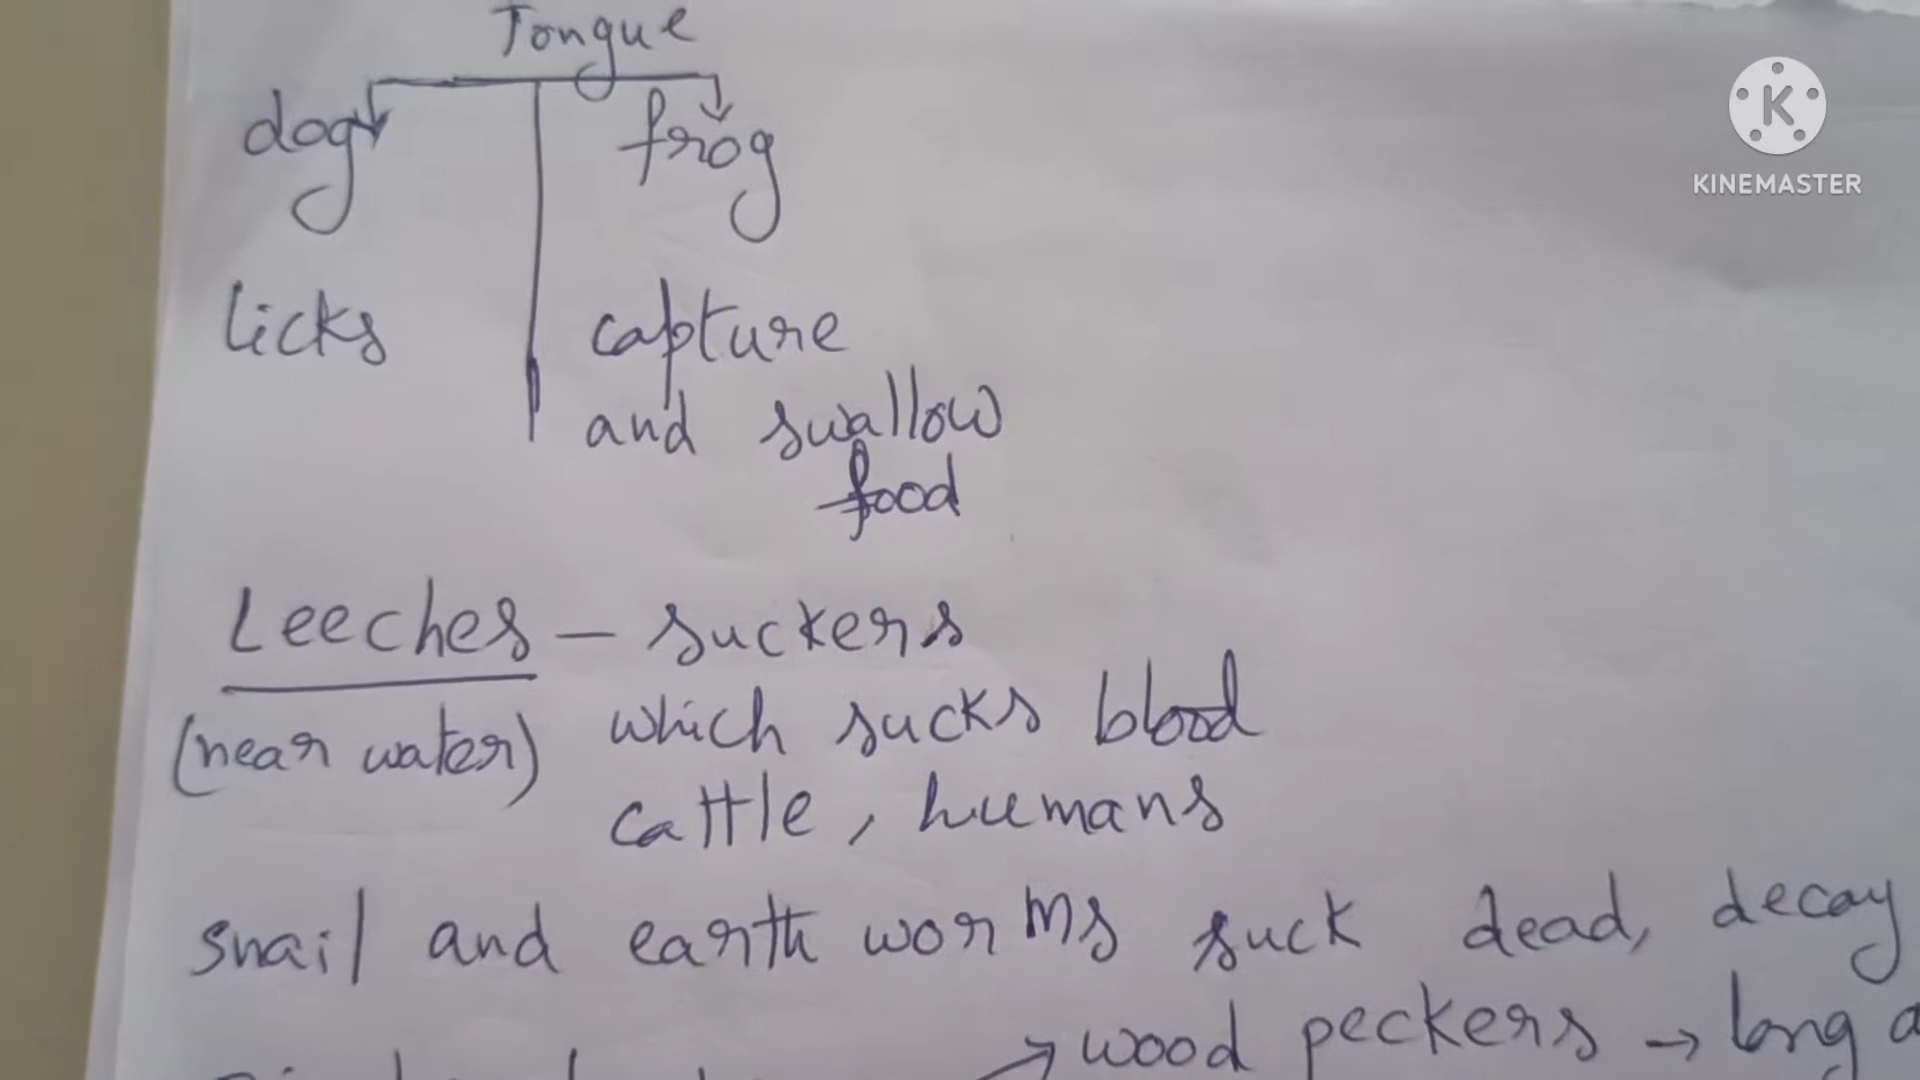 Tongue
dog frog
licks capture
and swallow
food
Leeches – suckers
(near water) which sucks blood
cattle, humans
snail and earth worms suck dead, decay
→ wood peckers → long
KINEMASTER